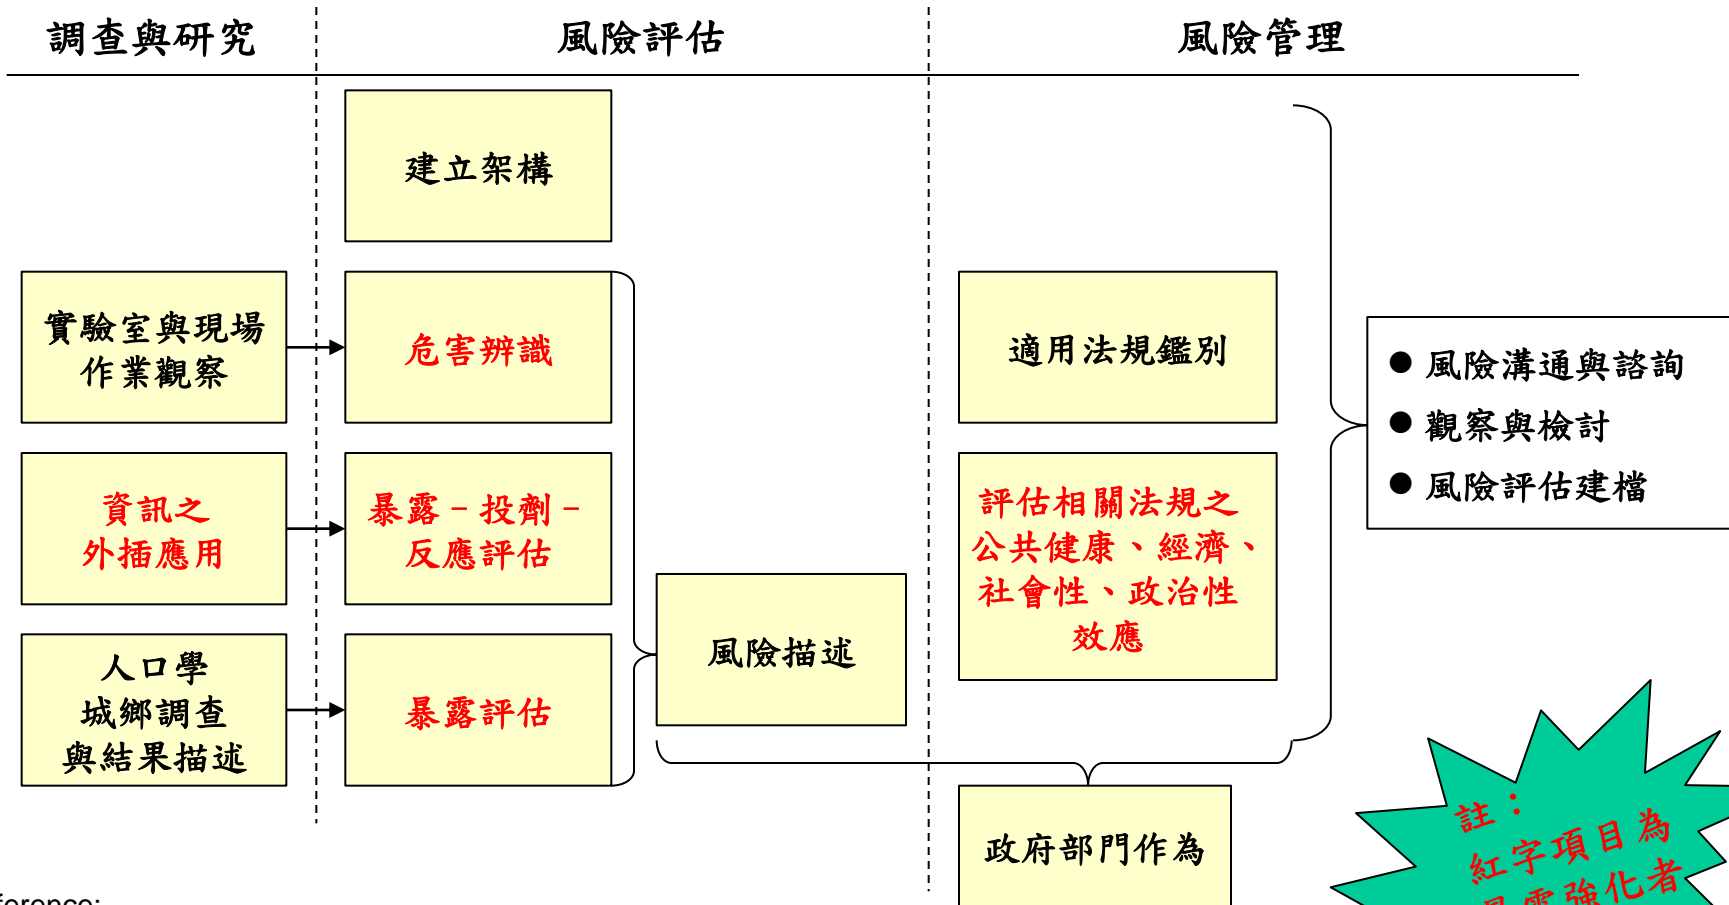 調查與研究
風險評估
風險管理
建立架構
實驗室與現場
作業觀察
危害辨識
適用法規鑑別
資訊之
外插應用
暴露－投劑－
反應評估
評估相關法規之
公共健康、經濟、
社會性、政治性
效應
● 風險溝通與諮詢
● 觀察與檢討
● 風險評估建檔
人口學
城鄉調查
與結果描述
暴露評估
風險描述
政府部門作為
註：
紅字項目為
強化者
ference: